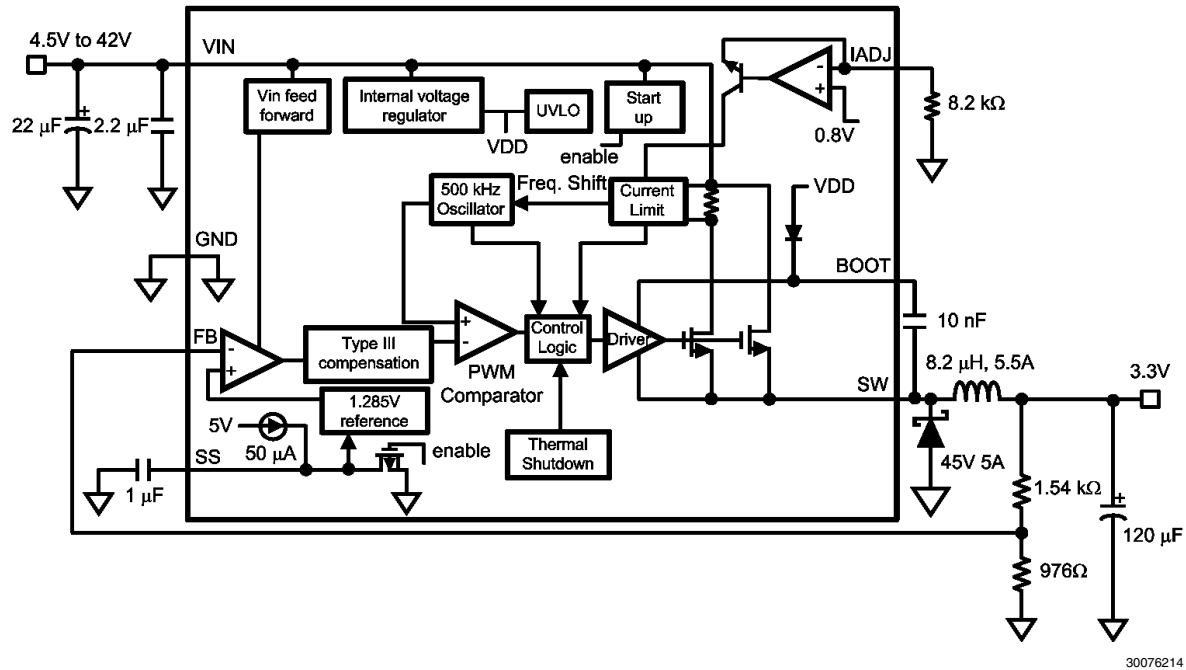 4.5V to 42V
VIN
IADJ
Vin feed
forward
Internal voltage
regulator
UVLO
VDD
Start
up
enable
-
+
0.8V
8.2 kΩ
22 μF
+
2.2 μF
500 kHz
Oscillator
Freq. Shift
Current
Limit
VDD
GND
BOOT
10 nF
FB
-
+
Type III
compensation
+
-
PWM
Comparator
Control
Logic
Driver
8.2 μH, 5.5A
3.3V
SW
1.285V
reference
5V
50 μA
SS
enable
Thermal
Shutdown
45V 5A
1.54 kΩ
+
120 μF
1 μF
976Ω
30076214